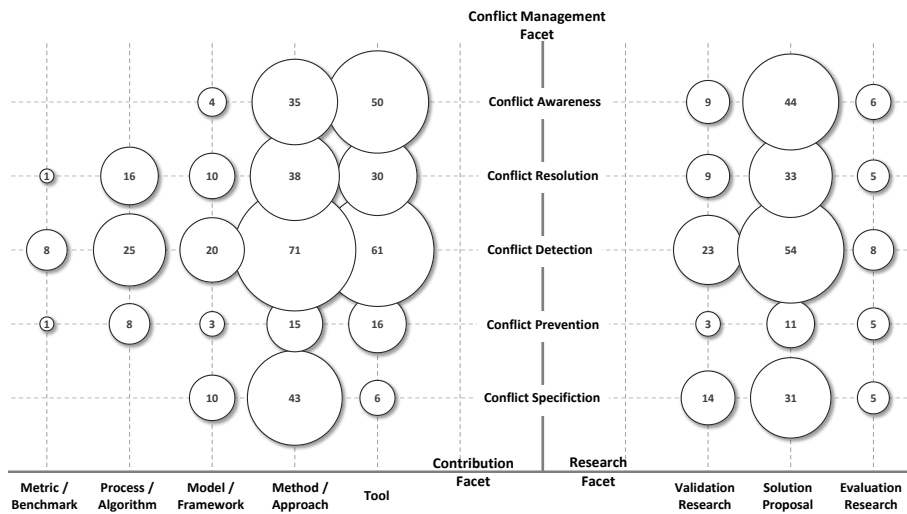 Conflict Management
Facet
4 35 50 Conflict Awareness 9 44 6
1 16 10 38 30 Conflict Resolution 9 33 5
8 25 20 71 61 Conflict Detection 23 54 8
1 8 3 15 16 Conflict Prevention 3 11 5
10 43 6 Conflict Specifiction 14 31 5
Contribution
Facet
Research
Facet
Metric /
Benchmark
Process /
Algorithm
Model /
Framework
Method /
Approach
Tool
Validation
Research
Solution
Proposal
Evaluation
Research